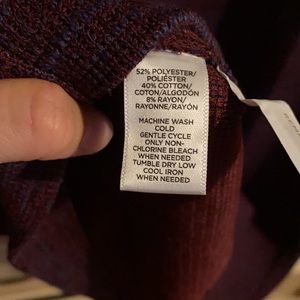 52% POLYESTER/
POLIÉSTER
40% COTTON/
COTON/ALGODON
8% RAYON/
RAYONNE/RAYÓN
MACHINE WASH
COLD
GENTLE CYCLE
ONLY NON-
CHLORINE BLEACH
WHEN NEEDED
TUMBLE DRY LOW
COOL IRON
WHEN NEEDED